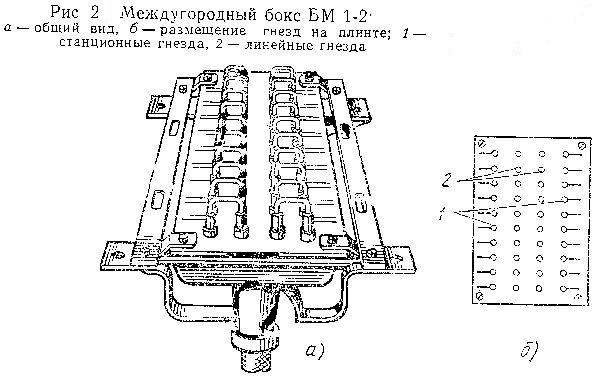 Рис 2 Междугородный бокс БМ 1-2
а — общий вид, б — размещение гнезд на плинте; 1 —
станционные гнезда, 2 — линейные гнезда
2
1
а)
б)